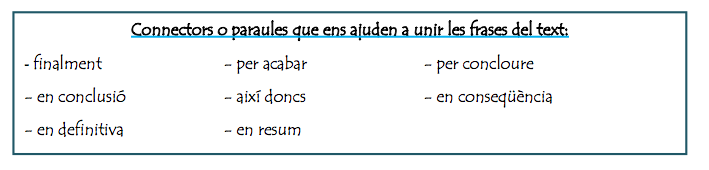 Connectors o paraules que ens ajuden a unir les frases del text:
- finalment - per acabar - per concloure
- en conclusió - així doncs - en conseqüència
- en definitiva - en resum